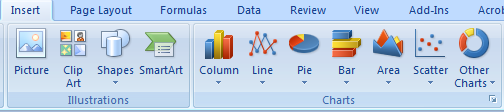 Insert Page Layout Formulas Data Review View Add-Ins Acro
Picture Clip Art Shapes SmartArt Column Line Pie Bar Area Scatter Other Charts
Illustrations Charts